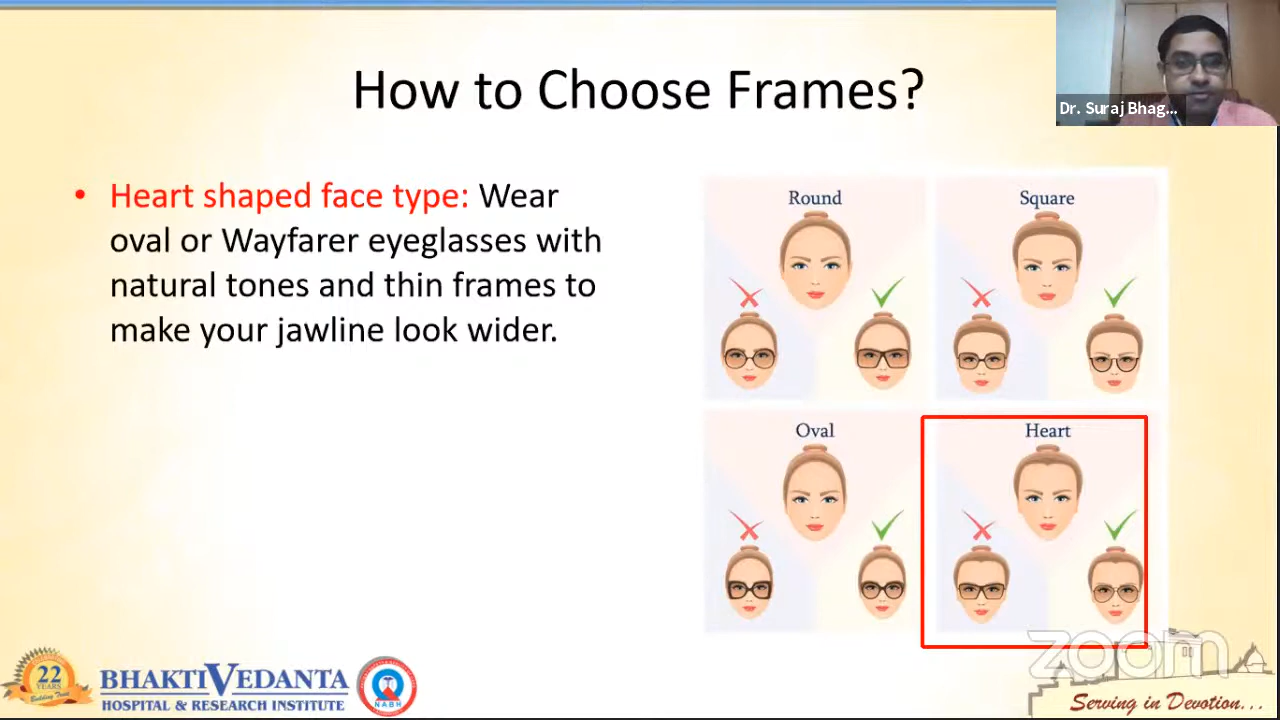 How to Choose Frames?
Dr. Suraj Bhag...
• Heart shaped face type: Wear
oval or Wayfarer eyeglasses with
natural tones and thin frames to
make your jawline look wider.
Round
Square
Oval
Heart
zoom
22
YEARS
Building Trust
BHAKTIVEDANTA
HOSPITAL & RESEARCH INSTITUTE
NABH
Serving in Devotion...